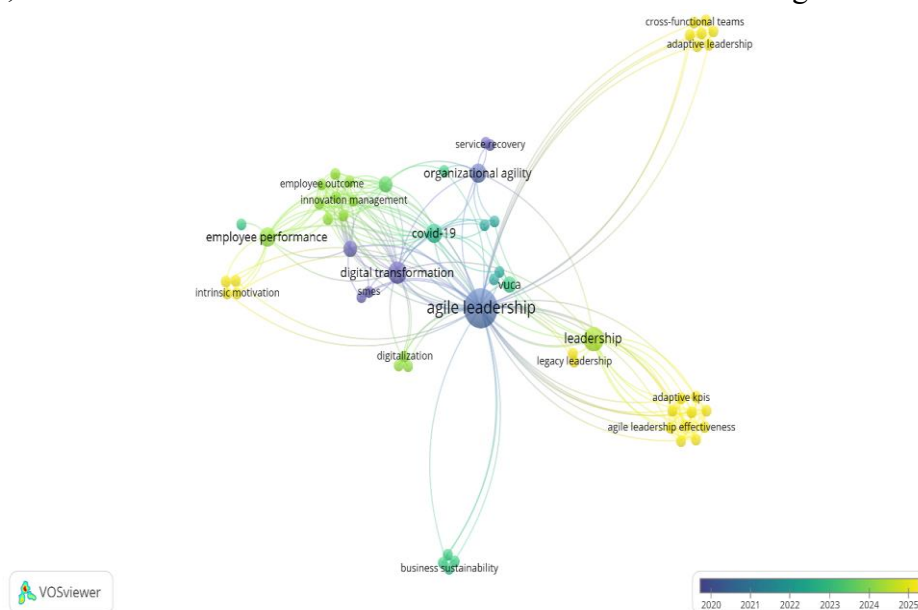 cross-functional teams
adaptive leadership
service recovery
organizational agility
employee outcome
innovation management
covid-19
employee performance
digital transformation
vuca
intrinsic motivation
smes
agile leadership
leadership
digitalization
legacy leadership
adaptive kpis
agile leadership effectiveness
business sustainability
VOSviewer
2020 2021 2022 2023 2024 2025